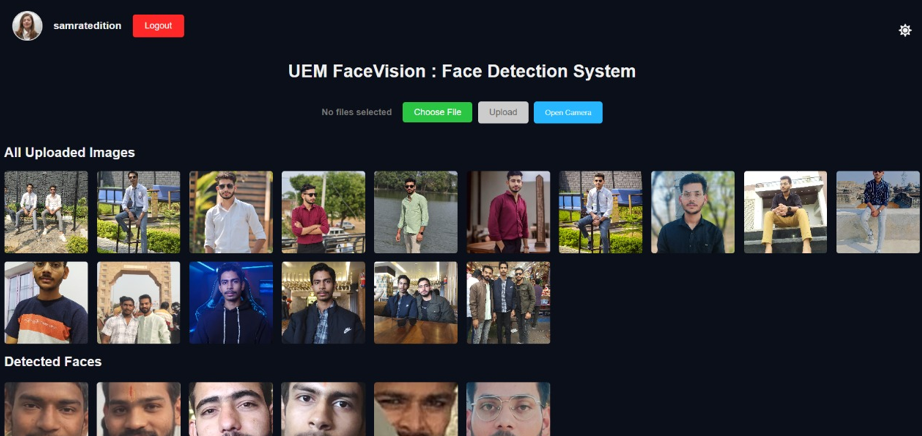 samratedition
Logout
UEM FaceVision : Face Detection System
No files selected
Choose File
Upload
Open Camera
All Uploaded Images
Detected Faces